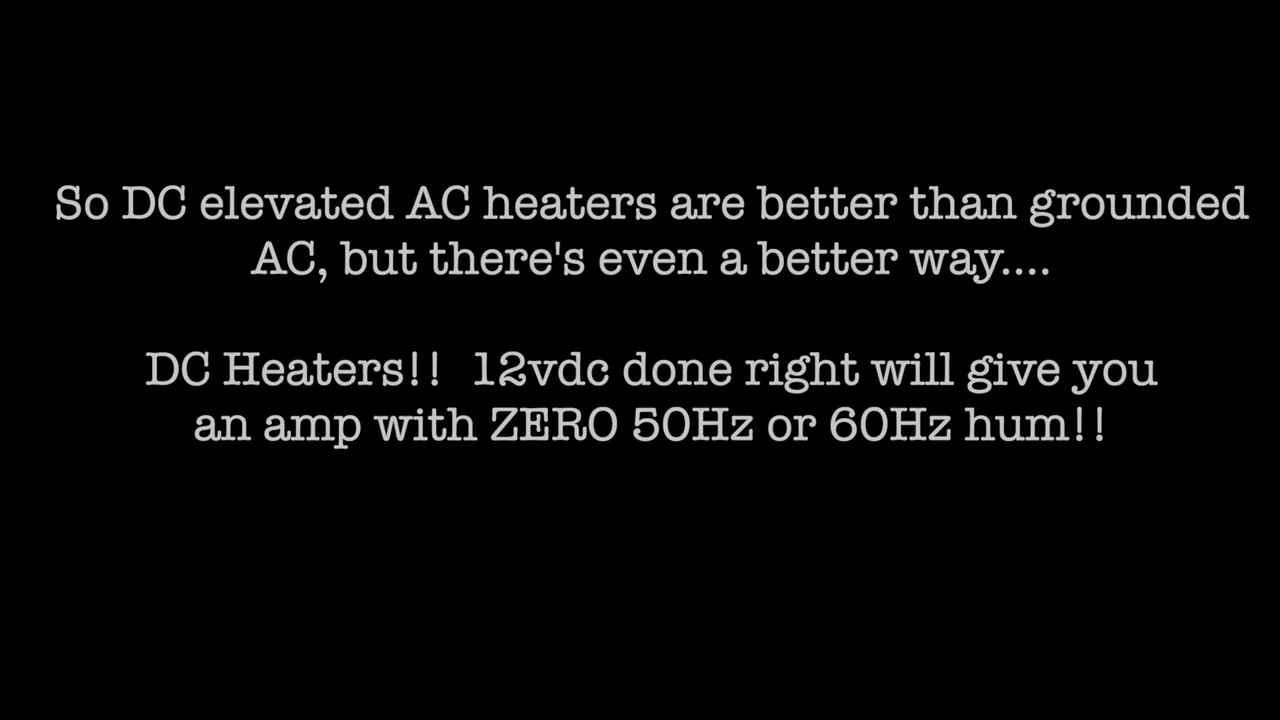 So DC elevated AC heaters are better than grounded
AC, but there's even a better way....
DC Heaters!!  12vdc done right will give you
an amp with ZERO 50Hz or 60Hz hum!!